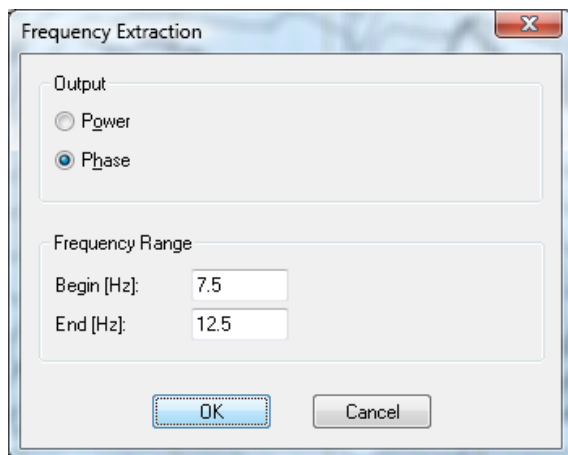 Frequency Extraction
Output
Power
Phase
Frequency Range
Begin [Hz]: 7.5
End [Hz]: 12.5
OK Cancel